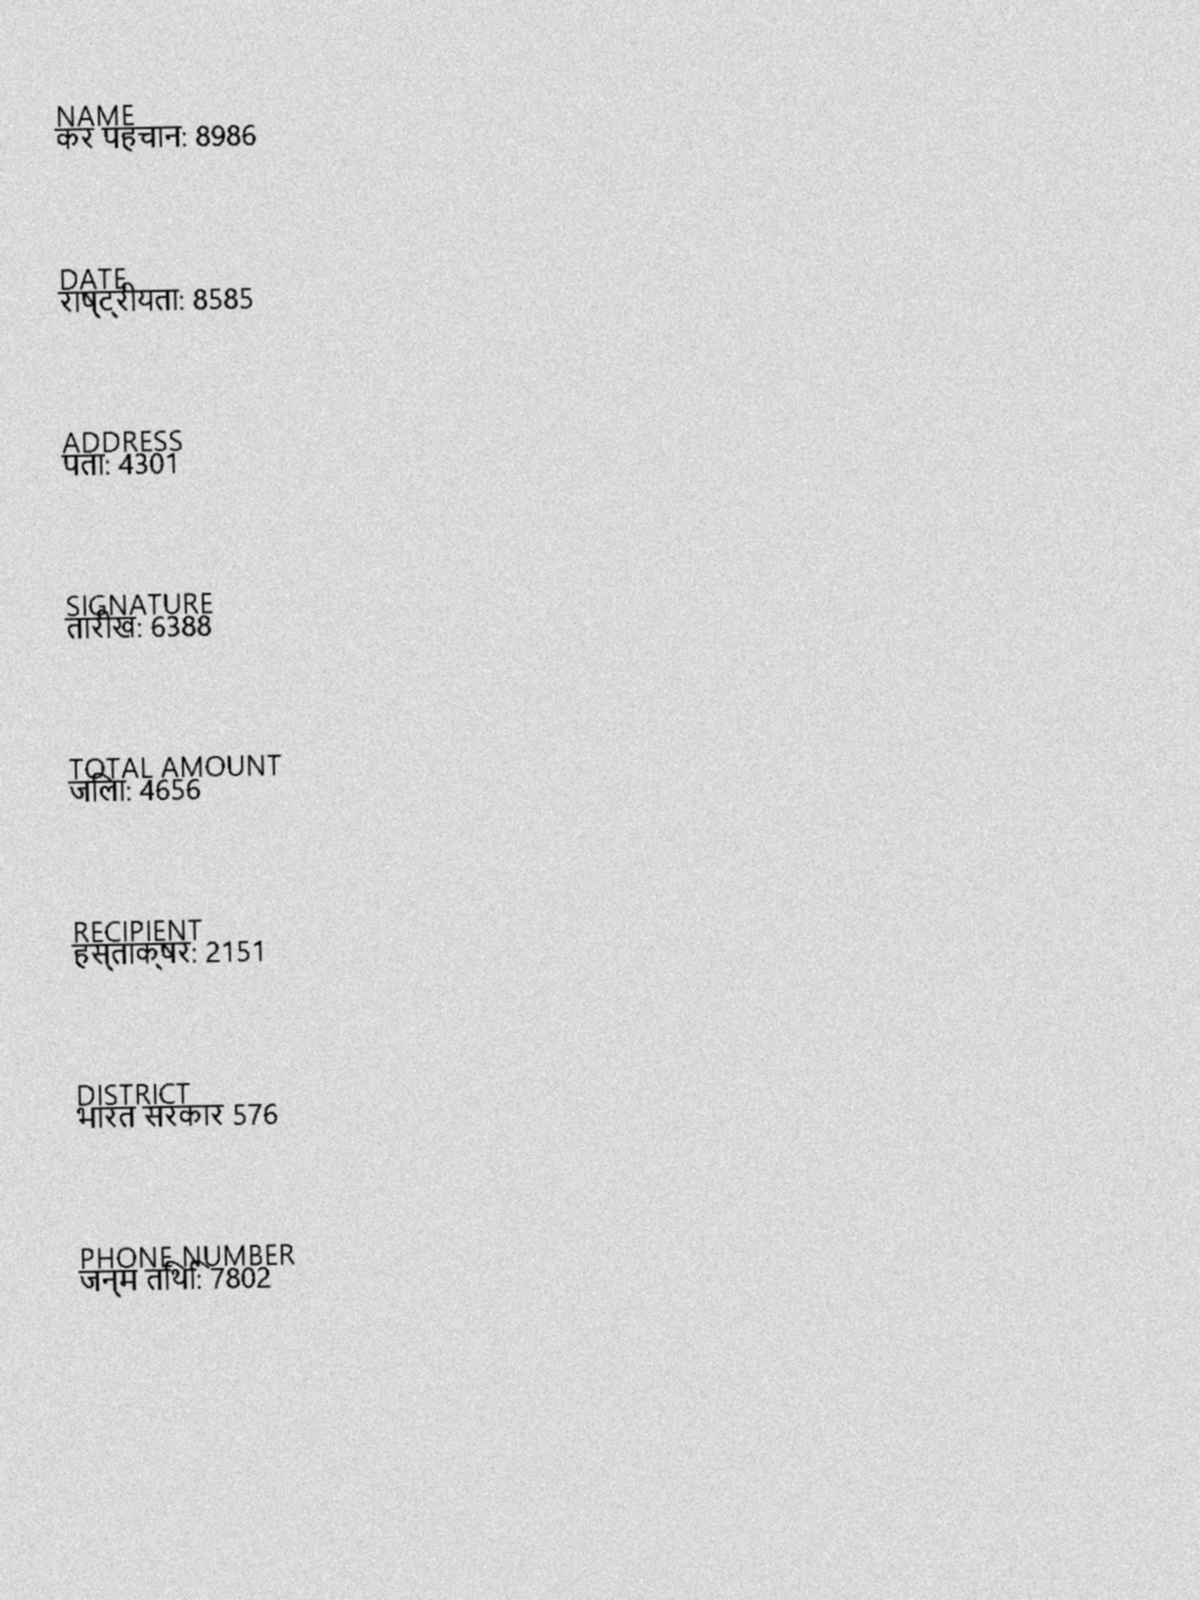 NAME
कर पहचान: 8986
DATE
राष्ट्रीयता: 8585
ADDRESS
पता: 4301
SIGNATURE
तारीख: 6388
TOTAL AMOUNT
जिला: 4656
RECIPIENT
हस्ताक्षर: 2151
DISTRICT
भारत सरकार 576
PHONE NUMBER
जन्म तिथि: 7802